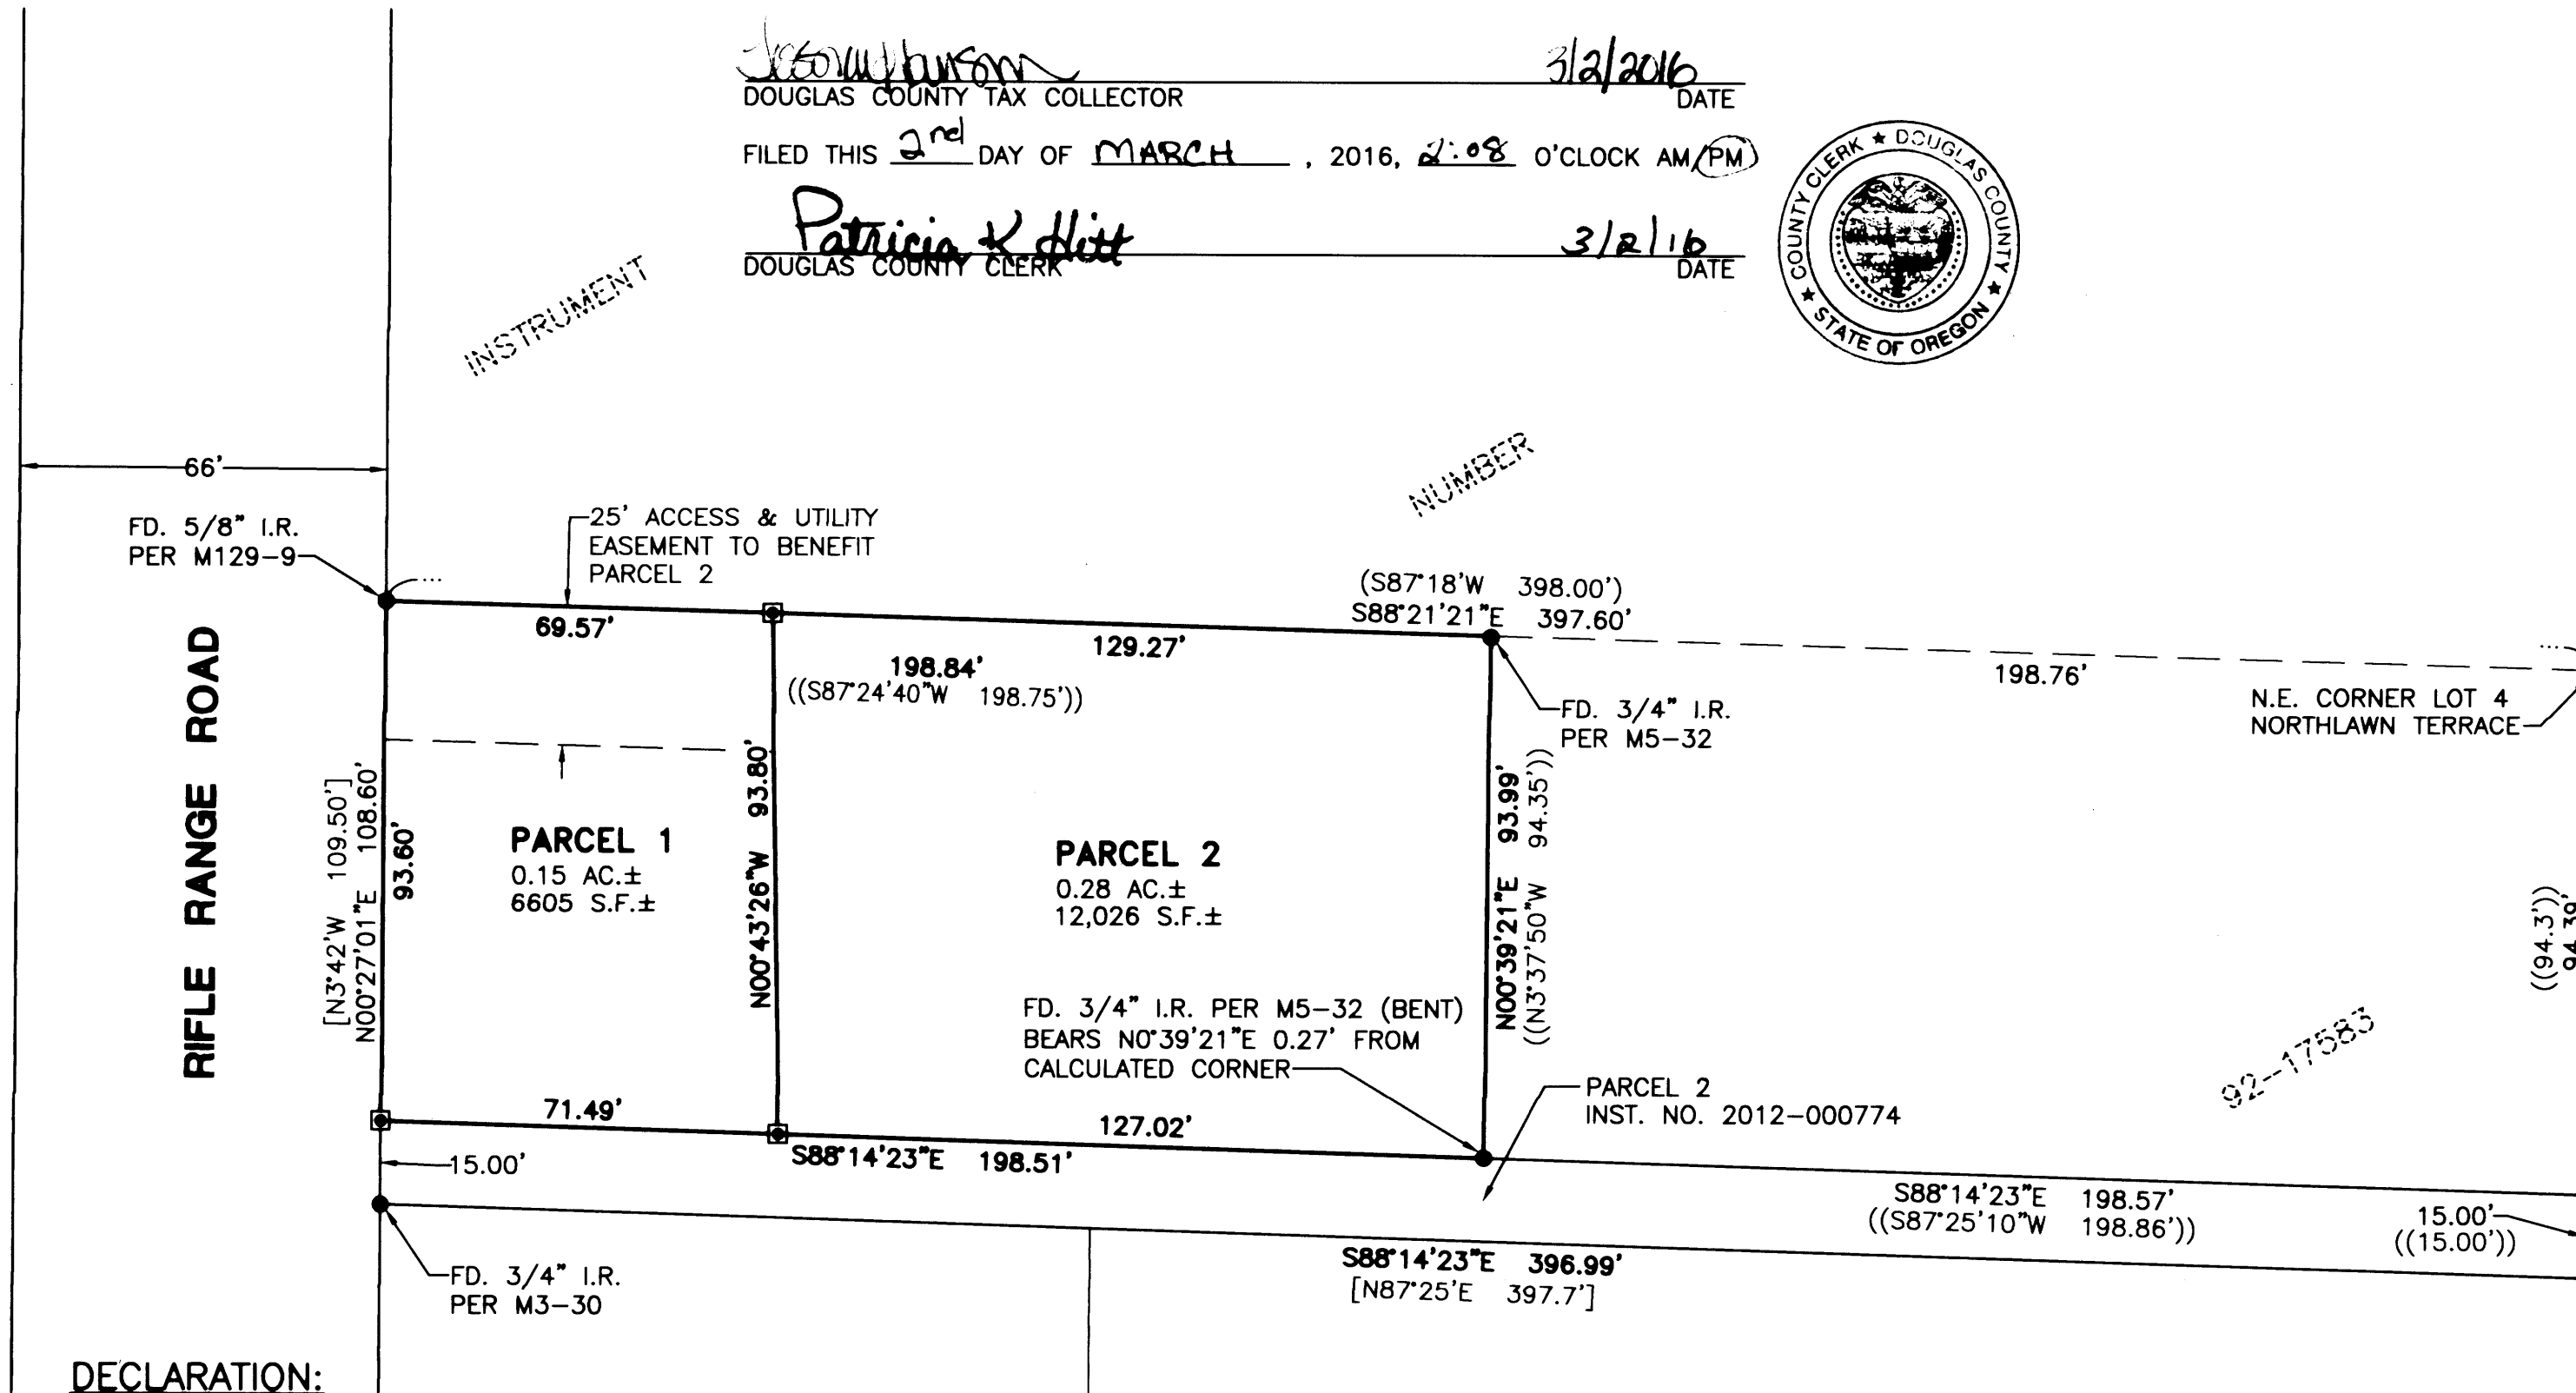 3/2/2016
DOUGLAS COUNTY TAX COLLECTOR DATE
FILED THIS 2nd DAY OF MARCH , 2016, 2:08 O'CLOCK AM/PM
Patricia K Hitt 3/2/16
DOUGLAS COUNTY CLERK DATE
COUNTY CLERK ★ DOUGLAS COUNTY ★ STATE OF OREGON ★
INSTRUMENT
NUMBER
66'
FD. 5/8" I.R.
PER M129-9
25' ACCESS & UTILITY
EASEMENT TO BENEFIT
PARCEL 2
(S87°18'W 398.00')
S88°21'21"E 397.60'
69.57'
129.27'
198.84'
((S87°24'40"W 198.75'))
198.76'
FD. 3/4" I.R.
PER M5-32
N.E. CORNER LOT 4
NORTHLAWN TERRACE
RIFLE RANGE ROAD
[N3°42'W 109.50']
N00°27'01"E 108.60'
93.60'
PARCEL 1
0.15 AC.±
6605 S.F.±
N00°43'26"W 93.80'
PARCEL 2
0.28 AC.±
12,026 S.F.±
N00°39'21"E 93.99'
((N3°37'50"W 94.35'))
((94.3'))
94.39'
FD. 3/4" I.R. PER M5-32 (BENT)
BEARS N0°39'21"E 0.27' FROM
CALCULATED CORNER
92-17583
PARCEL 2
INST. NO. 2012-000774
71.49'
127.02'
S88°14'23"E 198.51'
15.00'
S88°14'23"E 198.57'
((S87°25'10"W 198.86'))
15.00'
((15.00'))
S88°14'23"E 396.99'
[N87°25'E 397.7']
FD. 3/4" I.R.
PER M3-30
DECLARATION: